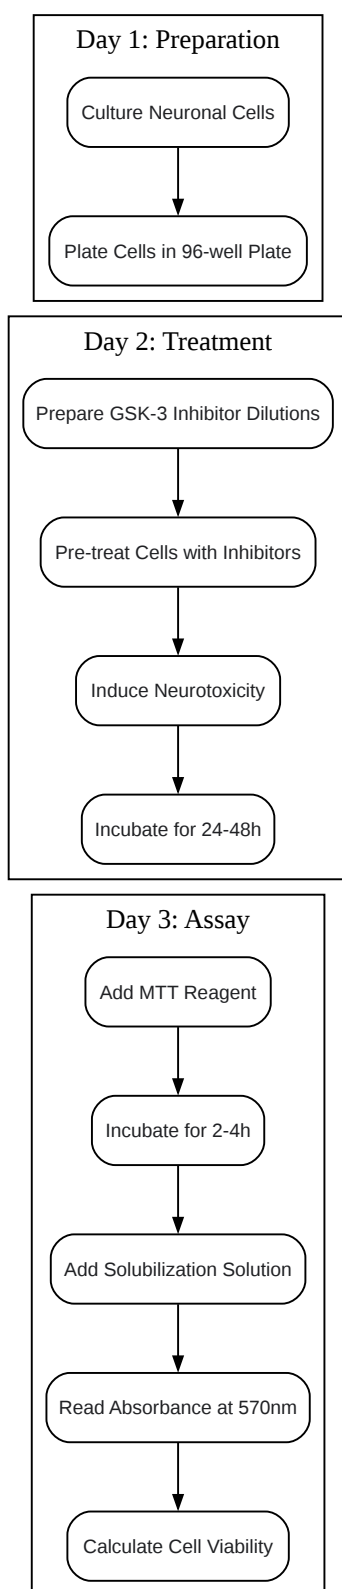 Day 1: Preparation
Culture Neuronal Cells
Plate Cells in 96-well Plate
Day 2: Treatment
Prepare GSK-3 Inhibitor Dilutions
Pre-treat Cells with Inhibitors
Induce Neurotoxicity
Incubate for 24-48h
Day 3: Assay
Add MTT Reagent
Incubate for 2-4h
Add Solubilization Solution
Read Absorbance at 570nm
Calculate Cell Viability